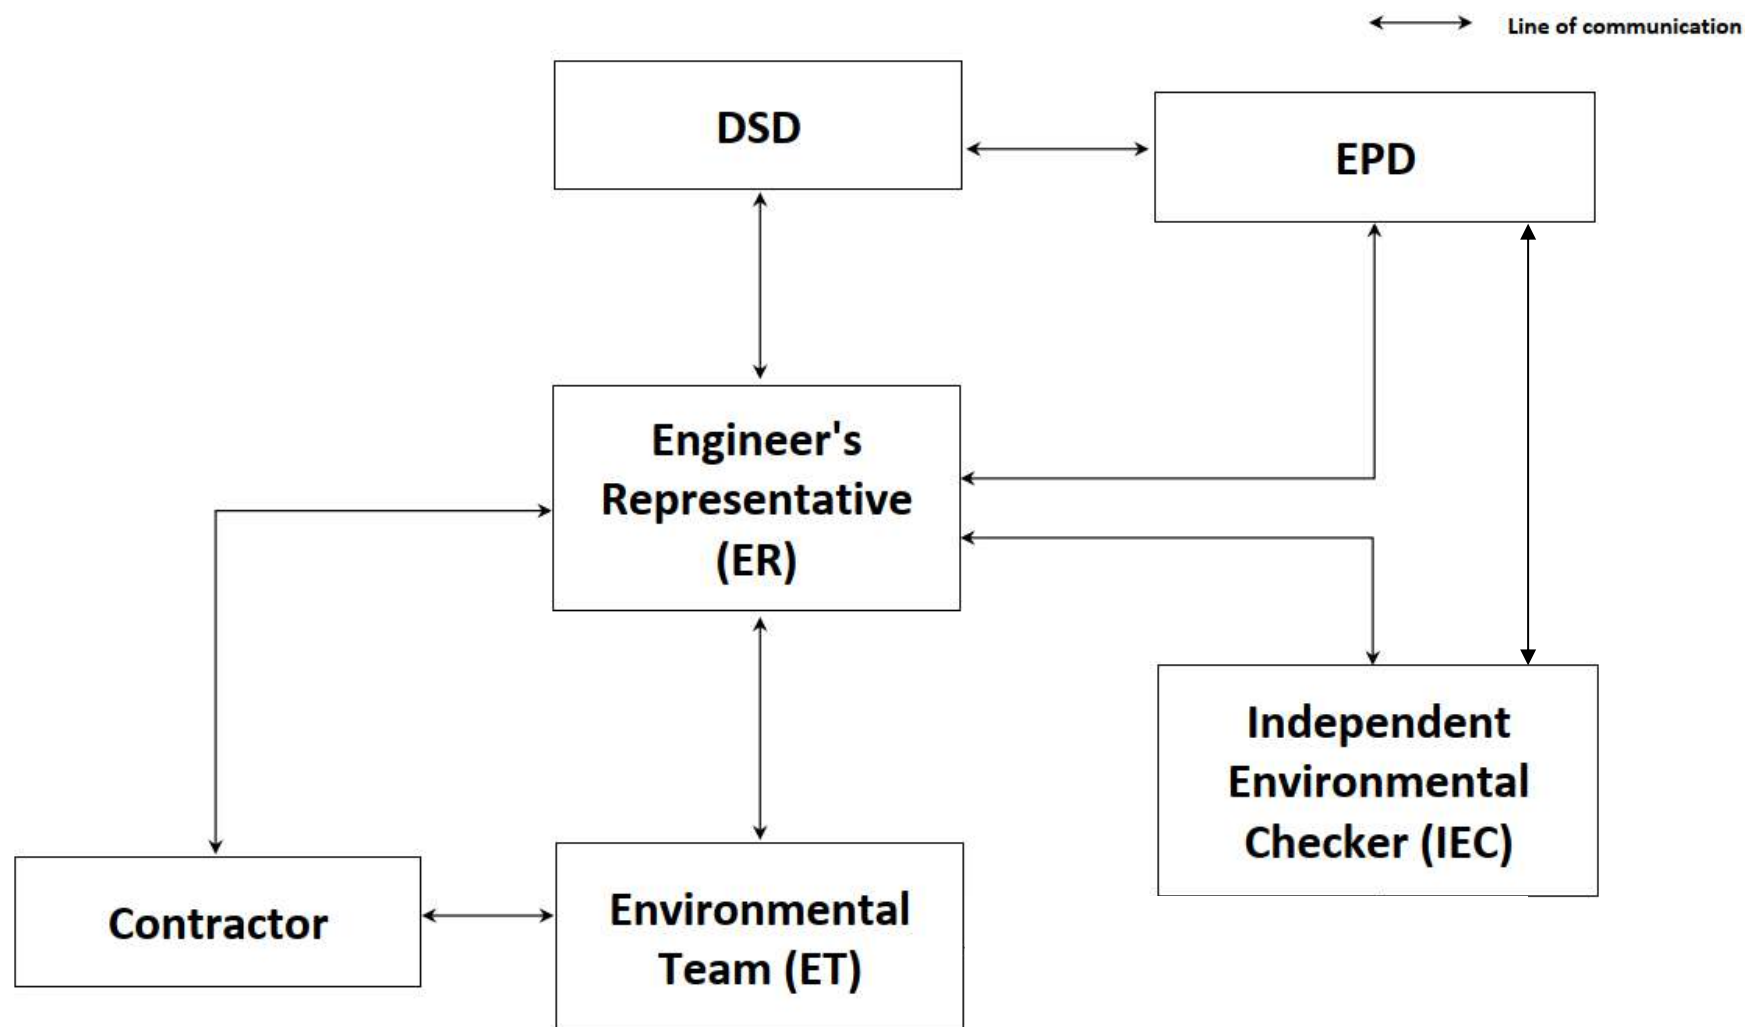 Line of communication
DSD
EPD
Engineer's
Representative
(ER)
Independent
Environmental
Checker (IEC)
Contractor
Environmental
Team (ET)